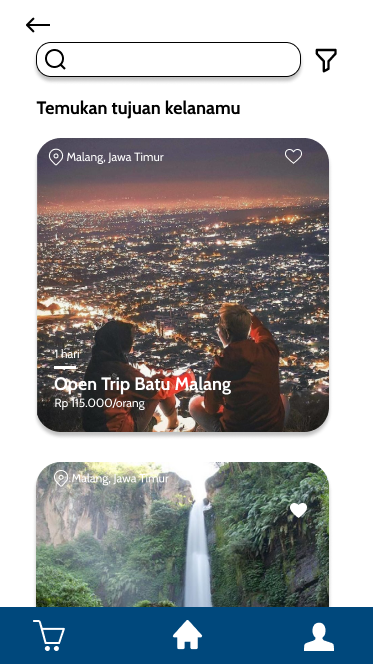 Temukan tujuan kelanamu
Malang, Jawa Timur
1 hari
Open Trip Batu Malang
Rp 115.000/orang
Malang, Jawa Timur